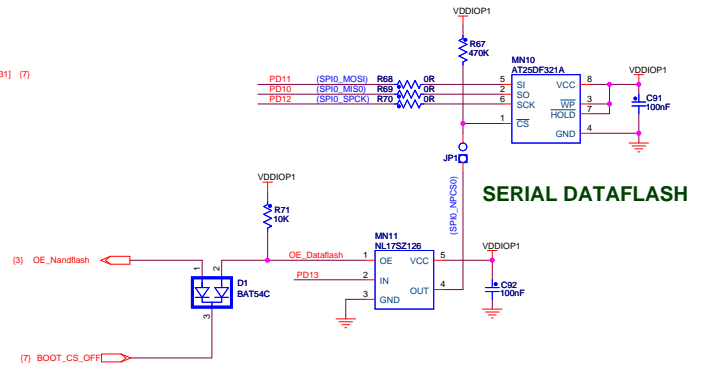 VDDIOP1
R67
470K
MN10
AT25DF321A
VDDIOP1
31] {7}
PD11 (SPI0_MOSI) R68 0R 5 SI VCC 8
PD10 (SPI0_MIS0) R69 0R 2 SO WP 3
PD12 (SPI0_SPCK) R70 0R 6 SCK HOLD 7
1 CS GND 4
C91
100nF
JP1
(SPI0_NPCS0)
SERIAL DATAFLASH
VDDIOP1
R71
10K
MN11
NL17SZ126
VDDIOP1
{3} OE_Nandflash
1 2
OE_Dataflash 1 OE VCC 5
PD13 2 IN
3 GND OUT 4
C92
100nF
D1
BAT54C
3
{7} BOOT_CS_OFF